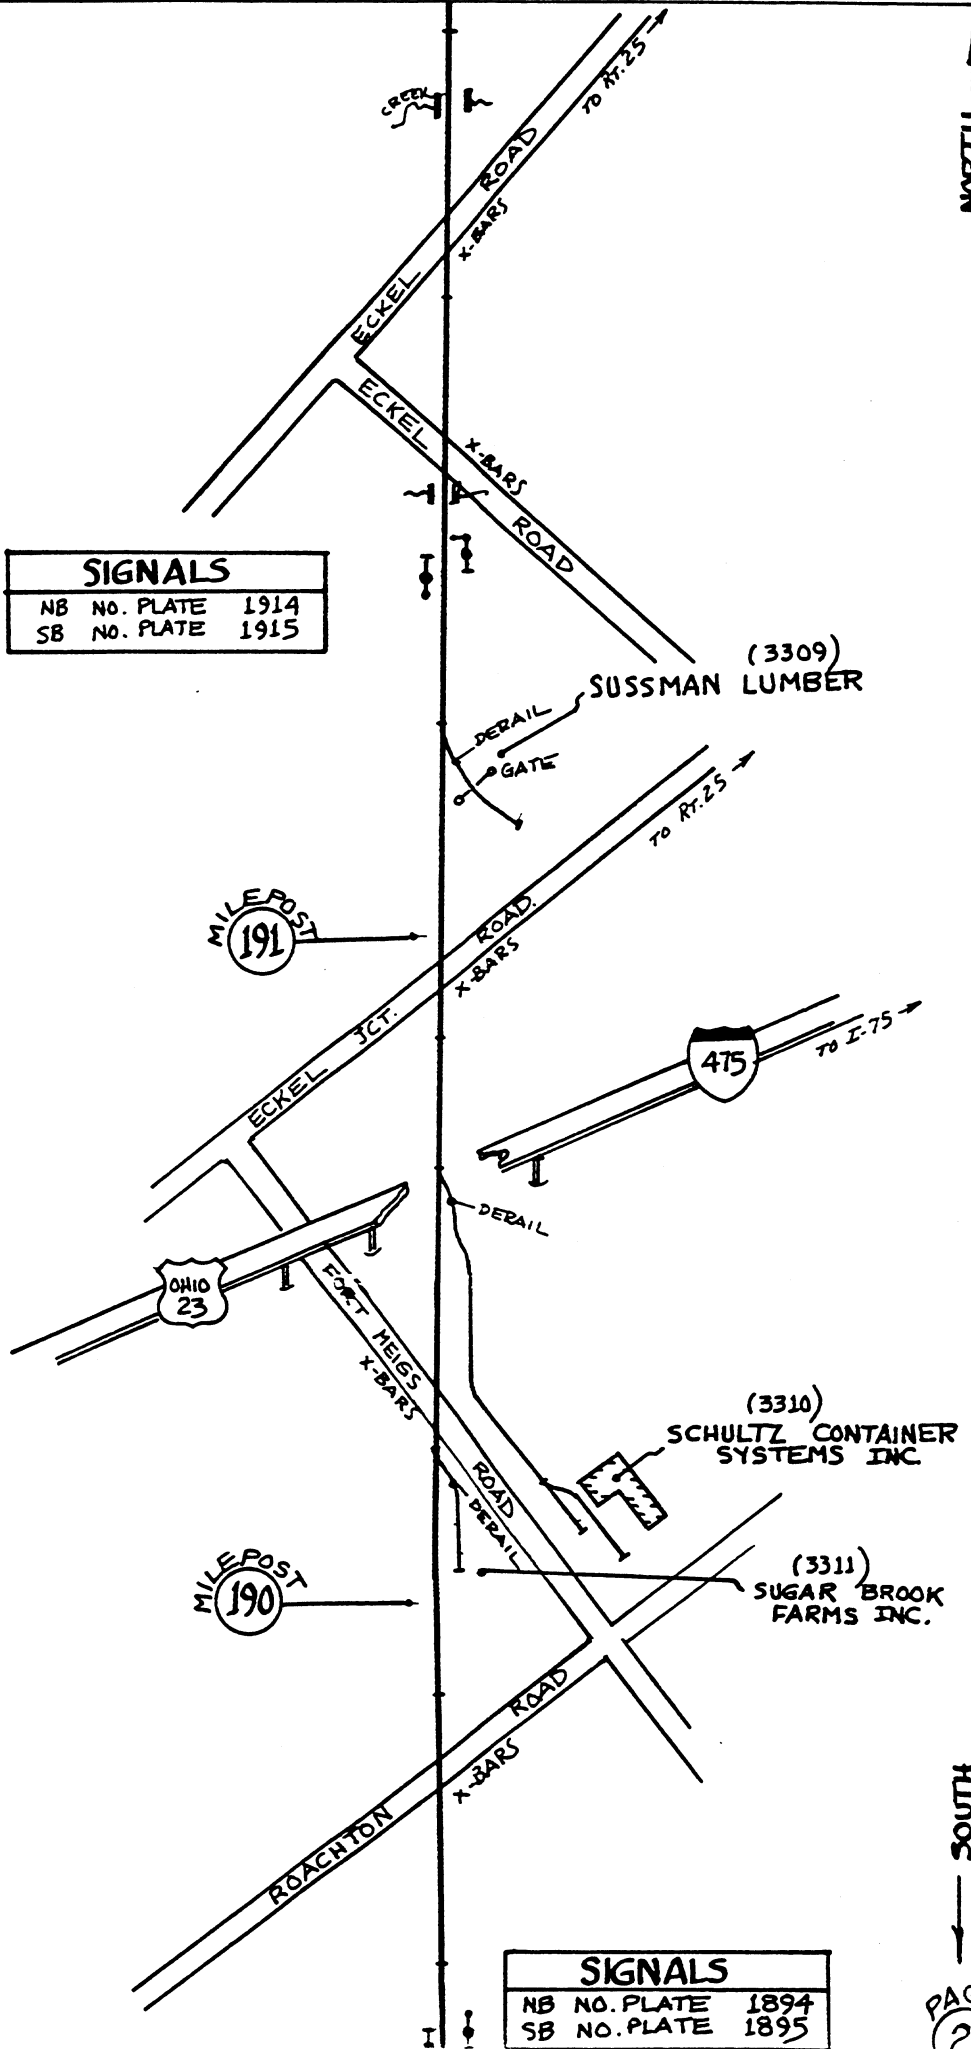 NORTH
CREEK
TO RT. 25
ECKEL ROAD
X-BARS
ECKEL ROAD
X-BARS
SIGNALS
NB NO. PLATE 1914
SB NO. PLATE 1915
(3309)
SUSSMAN LUMBER
DERAIL
GATE
TO RT. 25
MILEPOST
191
ECKEL JCT. ROAD.
X-BARS
475
TO I-75
DERAIL
OHIO
23
FORT MEIGS ROAD
X-BARS
(3310)
SCHULTZ CONTAINER
SYSTEMS INC.
DERAIL
(3311)
SUGAR BROOK
FARMS INC.
MILEPOST
190
ROACHTON ROAD
X-BARS
SOUTH
SIGNALS
NB NO. PLATE 1894
SB NO. PLATE 1895